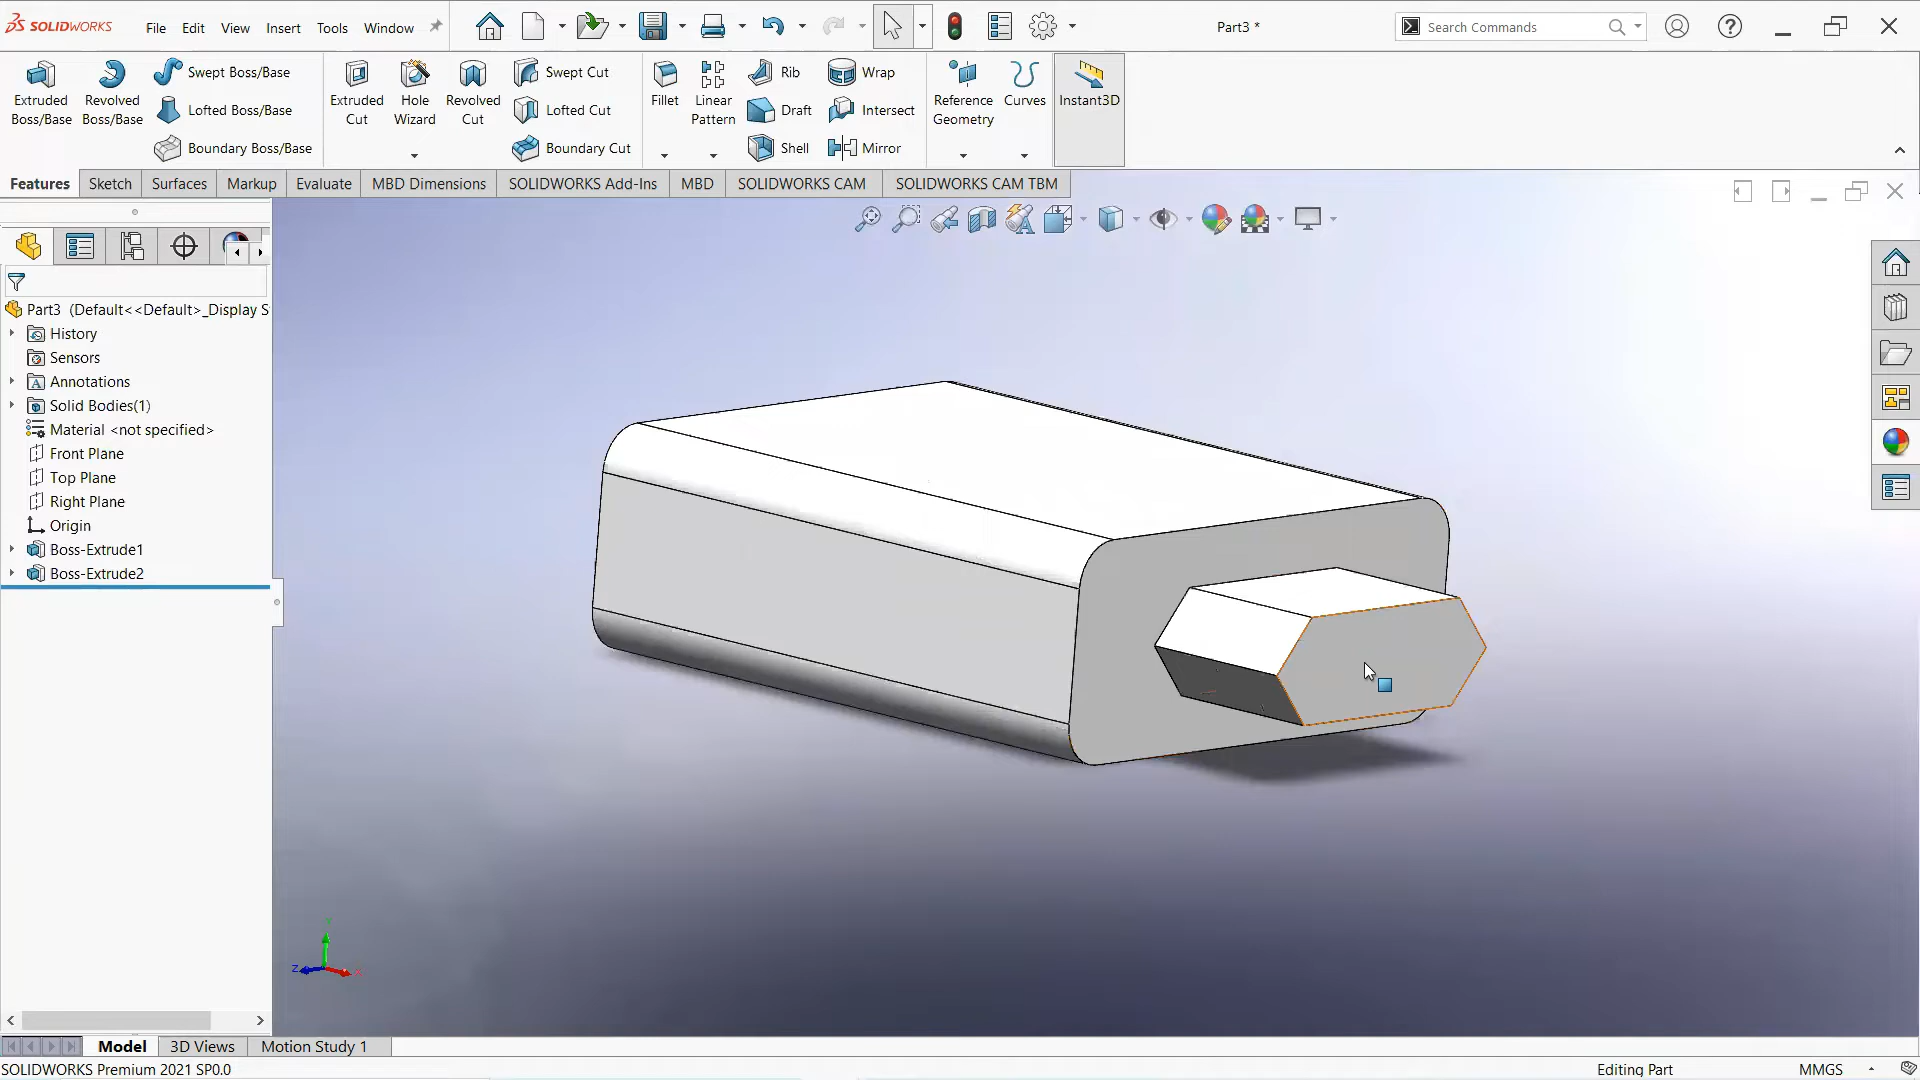 SOLIDWORKS File Edit View Insert Tools Window Part3 * Search Commands
Extruded Boss/Base
Revolved Boss/Base
Swept Boss/Base
Lofted Boss/Base
Boundary Boss/Base
Extruded Cut
Hole Wizard
Revolved Cut
Swept Cut
Lofted Cut
Boundary Cut
Fillet
Linear Pattern
Rib
Draft
Shell
Wrap
Intersect
Mirror
Reference Geometry
Curves
Instant3D
Features Sketch Surfaces Markup Evaluate MBD Dimensions SOLIDWORKS Add-Ins MBD SOLIDWORKS CAM SOLIDWORKS CAM TBM
Part3 (Default<<Default>_Display S
History
Sensors
Annotations
Solid Bodies(1)
Material <not specified>
Front Plane
Top Plane
Right Plane
Origin
Boss-Extrude1
Boss-Extrude2
Y
Z X
Model 3D Views Motion Study 1
SOLIDWORKS Premium 2021 SP0.0 Editing Part MMGS